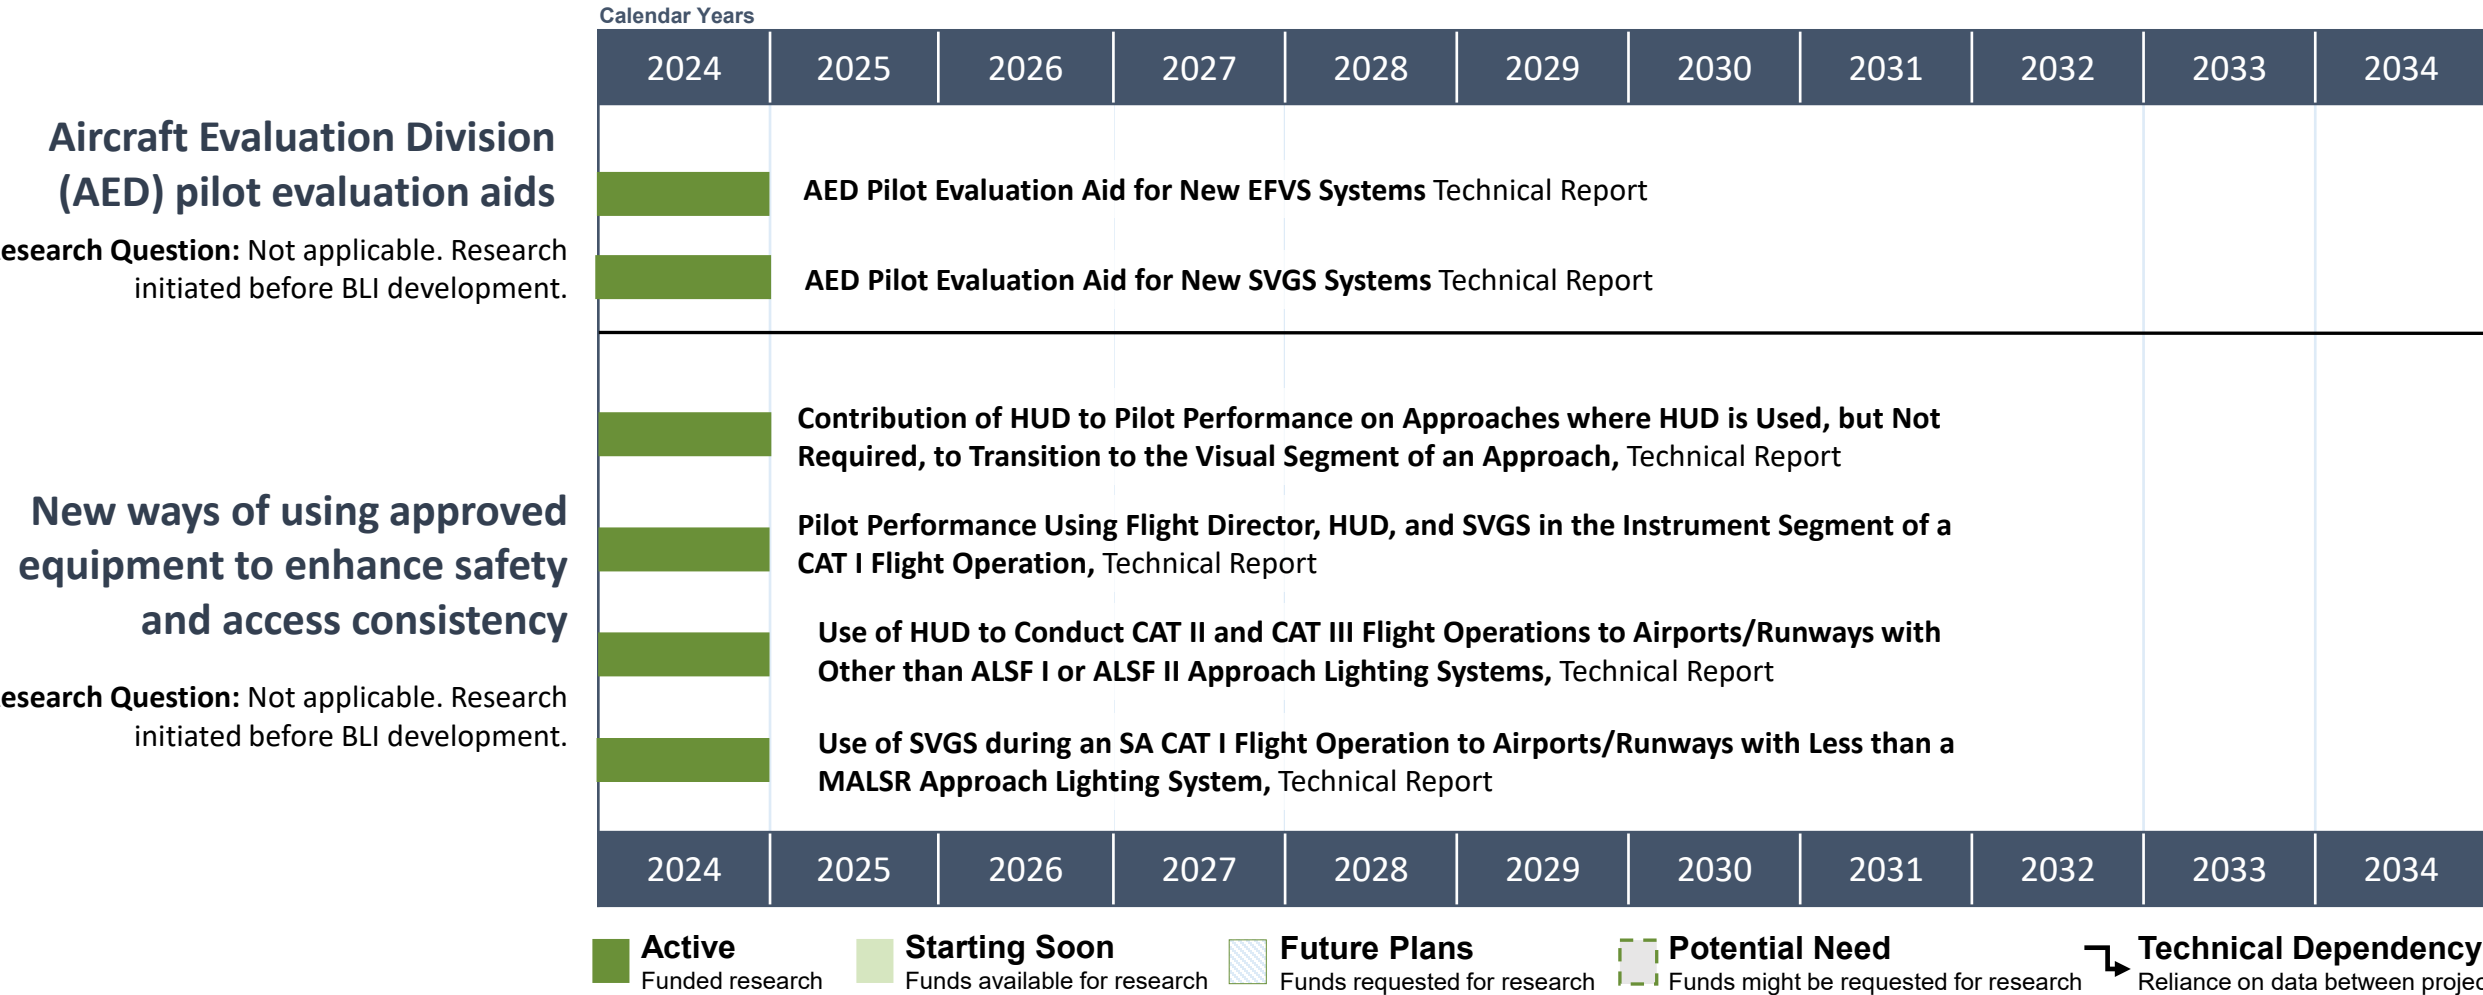 Calendar Years
2024 2025 2026 2027 2028 2029 2030 2031 2032 2033 2034
Aircraft Evaluation Division
(AED) pilot evaluation aids
esearch Question: Not applicable. Research
initiated before BLI development.
AED Pilot Evaluation Aid for New EFVS Systems Technical Report
AED Pilot Evaluation Aid for New SVGS Systems Technical Report
New ways of using approved
equipment to enhance safety
and access consistency
esearch Question: Not applicable. Research
initiated before BLI development.
Contribution of HUD to Pilot Performance on Approaches where HUD is Used, but Not
Required, to Transition to the Visual Segment of an Approach, Technical Report
Pilot Performance Using Flight Director, HUD, and SVGS in the Instrument Segment of a
CAT I Flight Operation, Technical Report
Use of HUD to Conduct CAT II and CAT III Flight Operations to Airports/Runways with
Other than ALSF I or ALSF II Approach Lighting Systems, Technical Report
Use of SVGS during an SA CAT I Flight Operation to Airports/Runways with Less than a
MALSR Approach Lighting System, Technical Report
2024 2025 2026 2027 2028 2029 2030 2031 2032 2033 2034
Active
Funded research
Starting Soon
Funds available for research
Future Plans
Funds requested for research
Potential Need
Funds might be requested for research
Technical Dependency
Reliance on data between projec